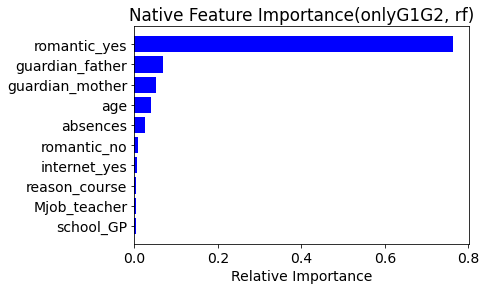 Native Feature Importance(onlyG1G2, rf)
romantic_yes
guardian_father
guardian_mother
age
absences
romantic_no
internet_yes
reason_course
Mjob_teacher
school_GP
0.0 0.2 0.4 0.6 0.8
Relative Importance